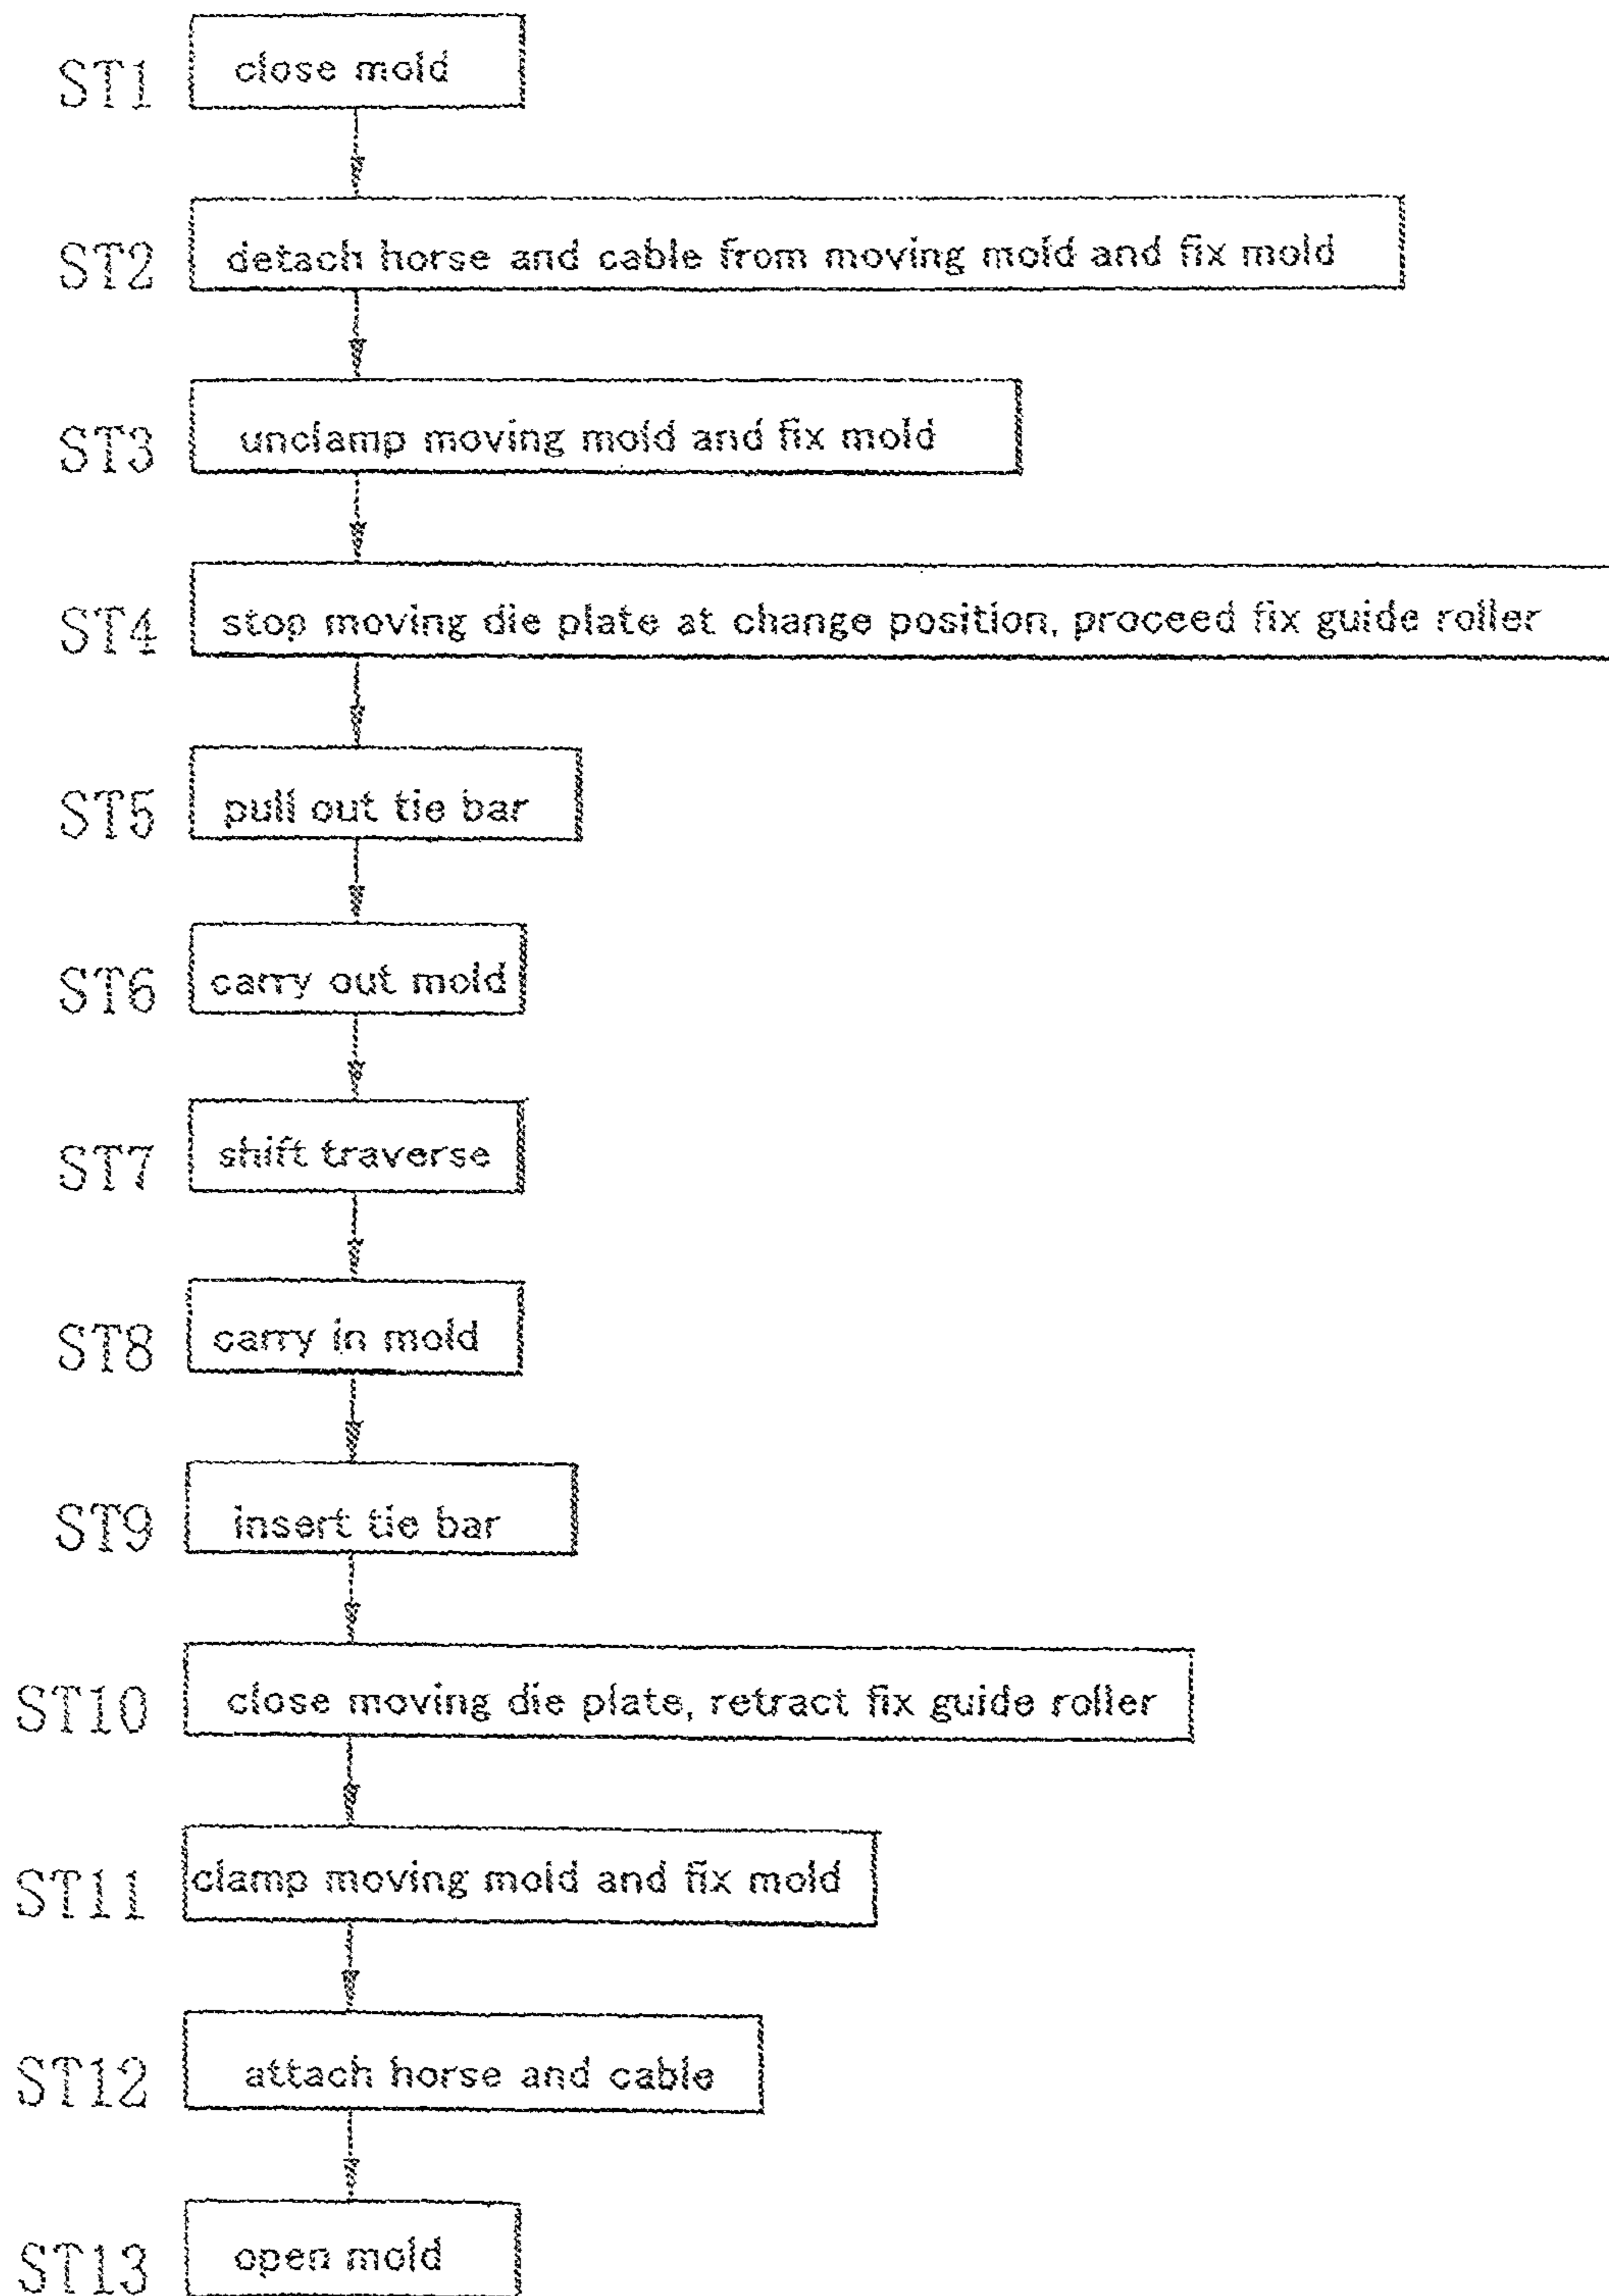 ST1 close mold
ST2 detach horse and cable from moving mold and fix mold
ST3 unclamp moving mold and fix mold
ST4 stop moving die plate at change position, proceed fix guide roller
ST5 pull out tie bar
ST6 carry out mold
ST7 shift traverse
ST8 carry in mold
ST9 insert tie bar
ST10 close moving die plate, retract fix guide roller
ST11 clamp moving mold and fix mold
ST12 attach horse and cable
ST13 open mold